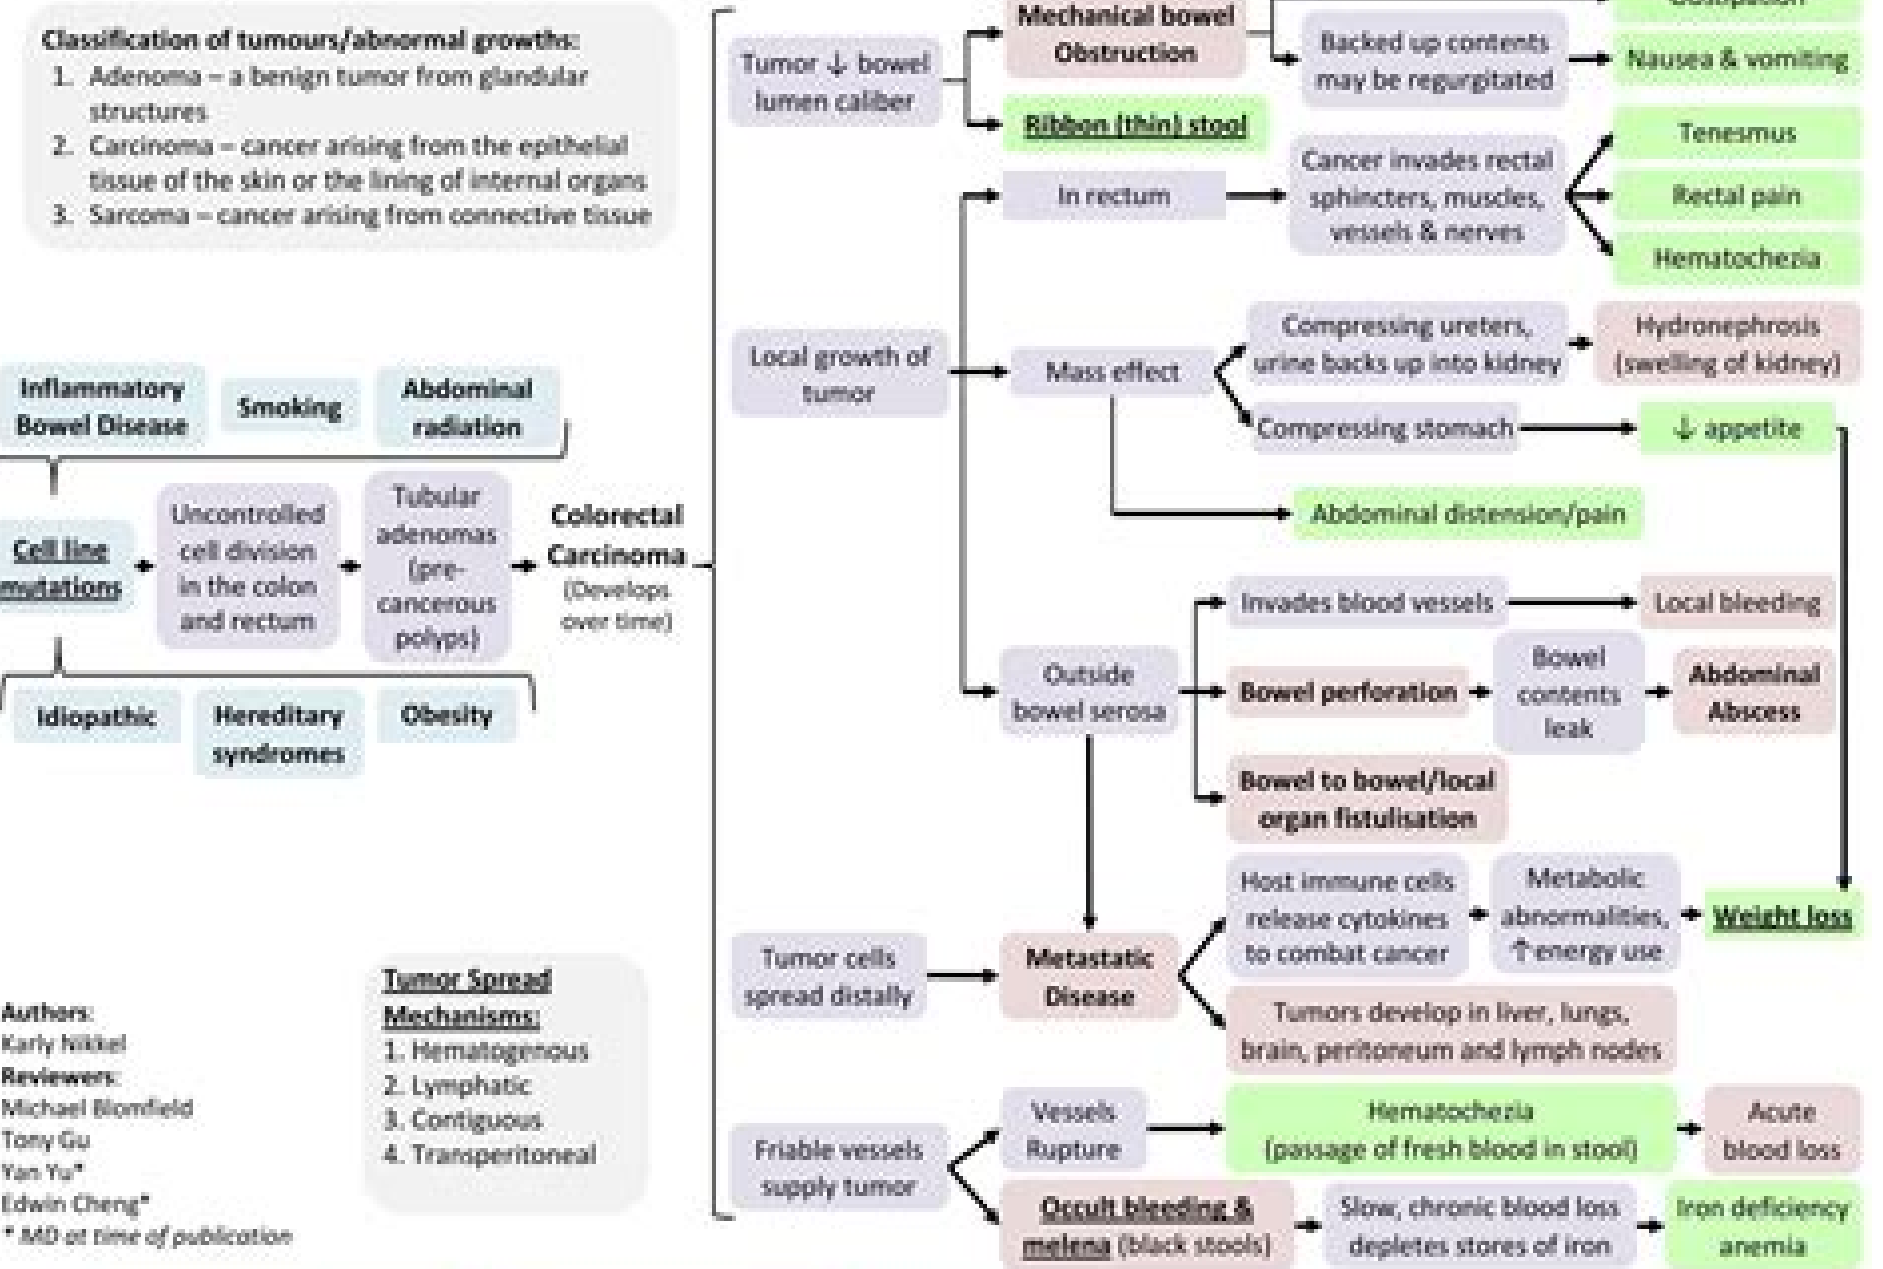 Classification of tumours/abnormal growths:
1. Adenoma – a benign tumor from glandular
structures
2. Carcinoma – cancer arising from the epithelial
tissue of the skin or the lining of internal organs
3. Sarcoma – cancer arising from connective tissue
Inflammatory
Bowel Disease
Smoking
Abdominal
radiation
Cell line
mutations
Uncontrolled
cell division
in the colon
and rectum
Tubular
adenomas
(pre-
cancerous
polyps)
Colorectal
Carcinoma
(Develops
over time)
Idiopathic
Hereditary
syndromes
Obesity
Authors:
Karly Nikkel
Reviewers:
Michael Blomfield
Tony Gu
Yan Yu*
Edwin Cheng*
* MD at time of publication
Tumor Spread
Mechanisms:
1. Hematogenous
2. Lymphatic
3. Contiguous
4. Transperitoneal
Tumor ↓ bowel
lumen caliber
Mechanical bowel
Obstruction
Backed up contents
may be regurgitated
Nausea & vomiting
Ribbon (thin) stool
Local growth of
tumor
In rectum
Cancer invades rectal
sphincters, muscles,
vessels & nerves
Tenesmus
Rectal pain
Hematochezia
Mass effect
Compressing ureters,
urine backs up into kidney
Hydronephrosis
(swelling of kidney)
Compressing stomach
↓ appetite
Abdominal distension/pain
Outside
bowel serosa
Invades blood vessels
Local bleeding
Bowel perforation
Bowel
contents
leak
Abdominal
Abscess
Bowel to bowel/local
organ fistulisation
Tumor cells
spread distally
Metastatic
Disease
Host immune cells
release cytokines
to combat cancer
Metabolic
abnormalities,
↑energy use
Weight loss
Tumors develop in liver, lungs,
brain, peritoneum and lymph nodes
Friable vessels
supply tumor
Vessels
Rupture
Hematochezia
(passage of fresh blood in stool)
Acute
blood loss
Occult bleeding &
melena (black stools)
Slow, chronic blood loss
depletes stores of iron
Iron deficiency
anemia